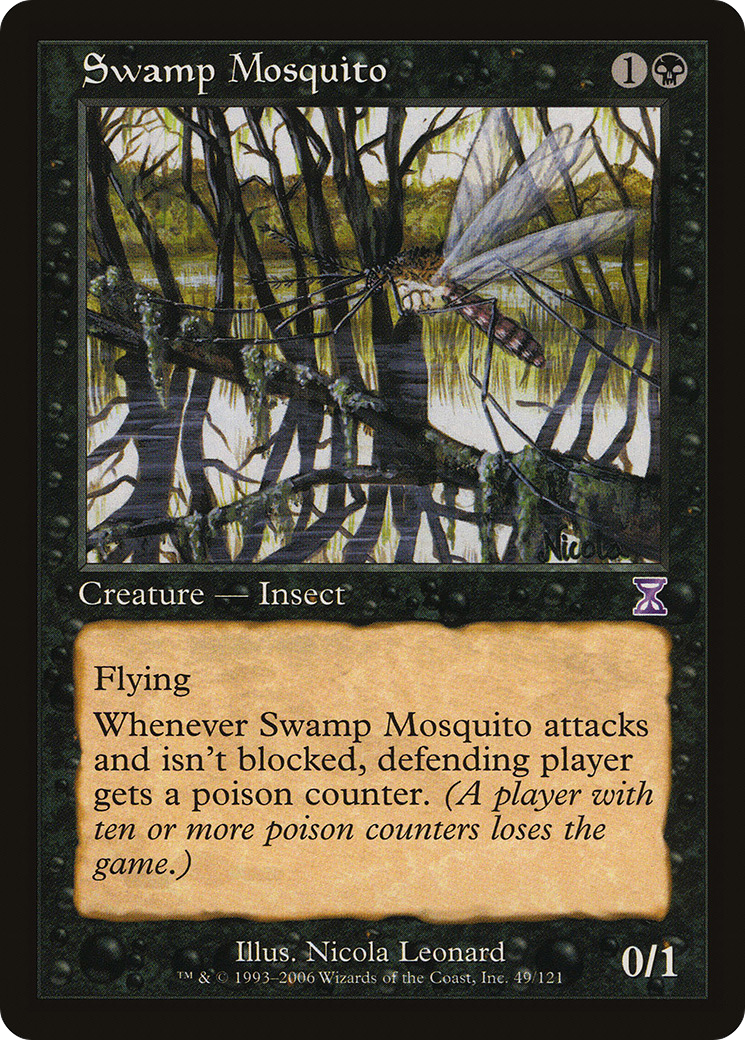 Swamp Mosquito 1
Nicola
Creature — Insect
Flying
Whenever Swamp Mosquito attacks
and isn't blocked, defending player
gets a poison counter. (A player with
ten or more poison counters loses the
game.)
Illus. Nicola Leonard
™ & © 1993–2006 Wizards of the Coast, Inc. 49/121
0/1